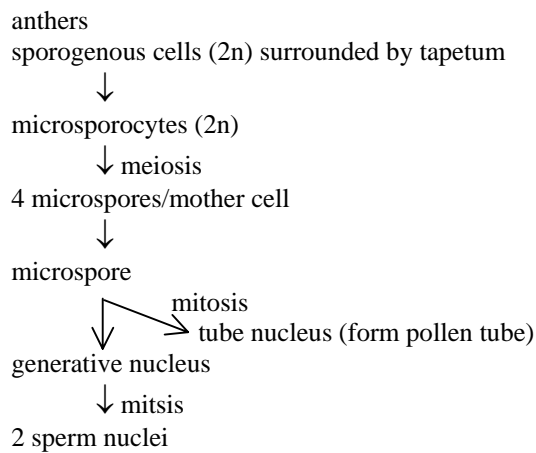 anthers
sporogenous cells (2n) surrounded by tapetum
microsporocytes (2n)
meiosis
4 microspores/mother cell
microspore
mitosis
tube nucleus (form pollen tube)
generative nucleus
mitsis
2 sperm nuclei